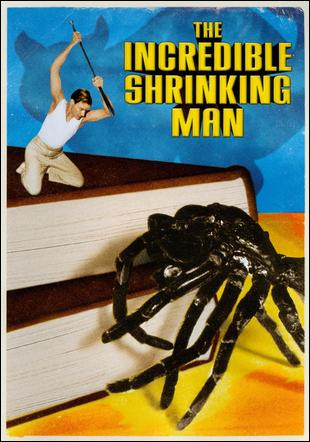 THE
INCREDIBLE
SHRINKING
MAN